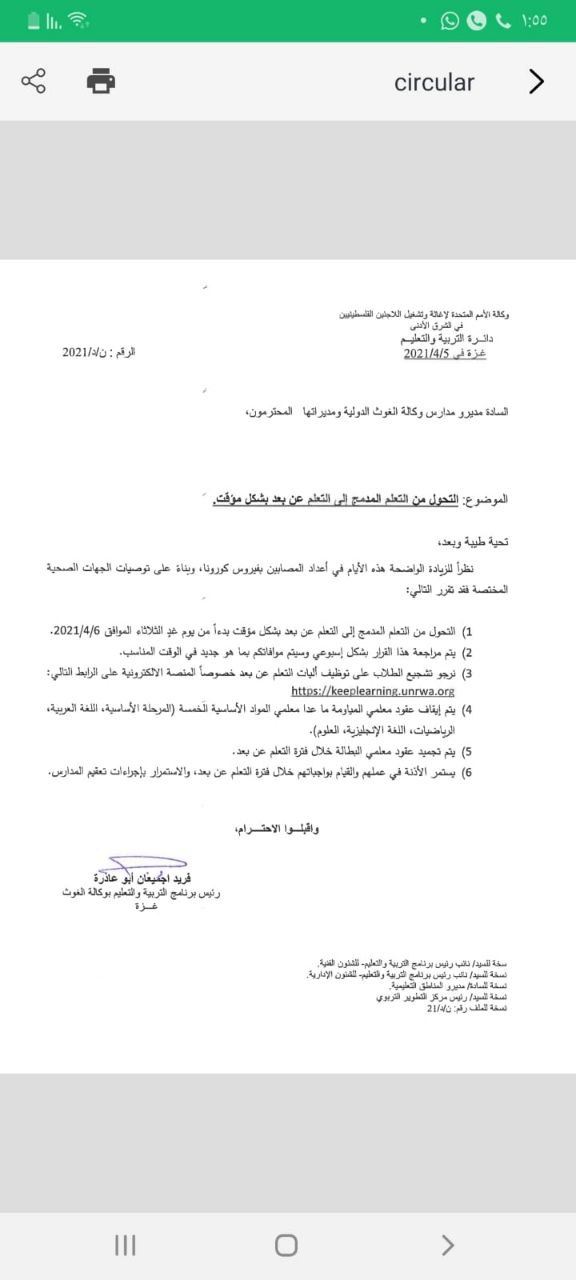 ١:٥٥
circular
وكالة الأمم المتحدة لإغاثة وتشغيل اللاجئين الفلسطينيين
في الشرق الأدنى
دائـرة التربية والتعليـم
غـزة في 2021/4/5
الرقم : ن/د/2021
السادة مديرو مدارس وكالة الغوث الدولية ومديراتها المحترمون،
الموضوع: التحول من التعلم المدمج إلى التعلم عن بعد بشكل مؤقت.
تحية طيبة وبعد،
نظراً للزيادة الواضحة هذه الأيام في أعداد المصابين بفيروس كورونا، وبناءً على توصيات الجهات الصحية
المختصة فقد تقرر التالي:
1) التحول من التعلم المدمج إلى التعلم عن بعد بشكل مؤقت بدءاً من يوم غدٍ الثلاثاء الموافق 2021/4/6.
2) يتم مراجعة هذا القرار بشكل إسبوعي وسيتم موافاتكم بما هو جديد في الوقت المناسب.
3) نرجو تشجيع الطلاب على توظيف أليات التعلم عن بعد خصوصاً المنصة الالكترونية على الرابط التالي:
https://keeplearning.unrwa.org
4) يتم إيقاف عقود معلمي المياومة ما عدا معلمي المواد الأساسية الخمسة (المرحلة الأساسية، اللغة العربية،
الرياضيات، اللغة الإنجليزية، العلوم).
5) يتم تجميد عقود معلمي البطالة خلال فترة التعلم عن بعد.
6) يستمر الأذنة في عملهم والقيام بواجباتهم خلال فترة التعلم عن بعد، والاستمرار بإجراءات تعقيم المدارس.
واقبلـوا الاحتـــرام،
فريد اجميعان أبو عاذرة
رئيس برنامج التربية والتعليم بوكالة الغوث
غــزة
نسخة للسيد/ نائب رئيس برنامج التربية والتعليم- للشئون الفنية.
نسخة للسيد/ نائب رئيس برنامج التربية والتعليم- للشئون الإدارية.
نسخة للسادة/ مديرو المناطق التعليمية.
نسخة للسيد/ رئيس مركز التطوير التربوي
نسخة للملف رقم: ن/د/21